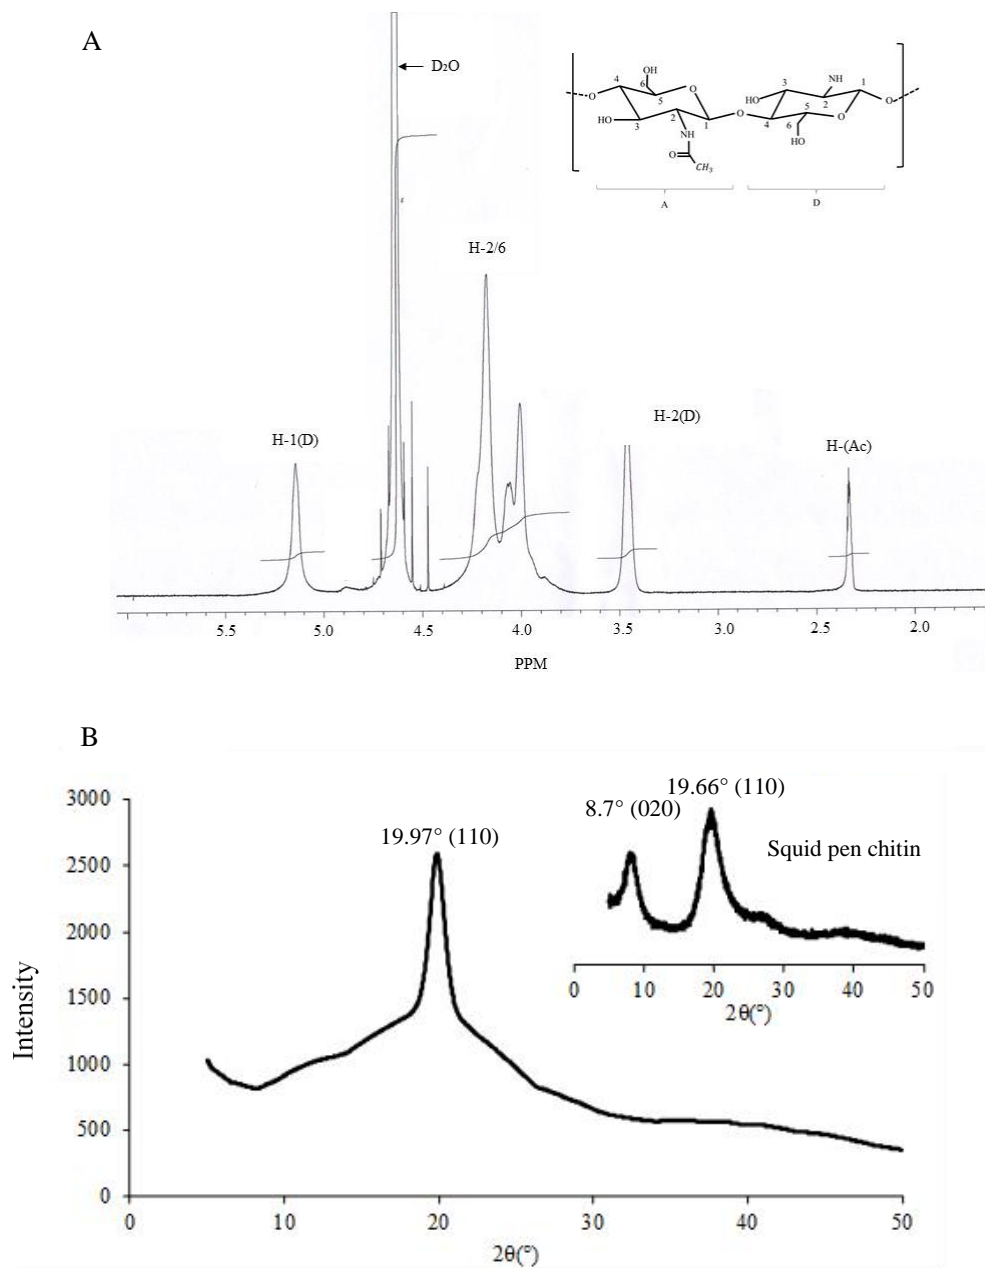 A
D₂O
H-2/6
H-1(D)
H-2(D)
H-(Ac)
4
6
OH
5
O
O
HO
3
2
1
NH
O
CH₃
O
3
NH
1
HO
2
O
4
5
O
6
HO
A
D
5.5 5.0 4.5 4.0 3.5 3.0 2.5 2.0
PPM
B
19.97° (110)
8.7° (020)
19.66° (110)
Squid pen chitin
0 10 20 30 40 50
2θ(°)
Intensity
3000
2500
2000
1500
1000
500
0
0 10 20 30 40 50
2θ(°)